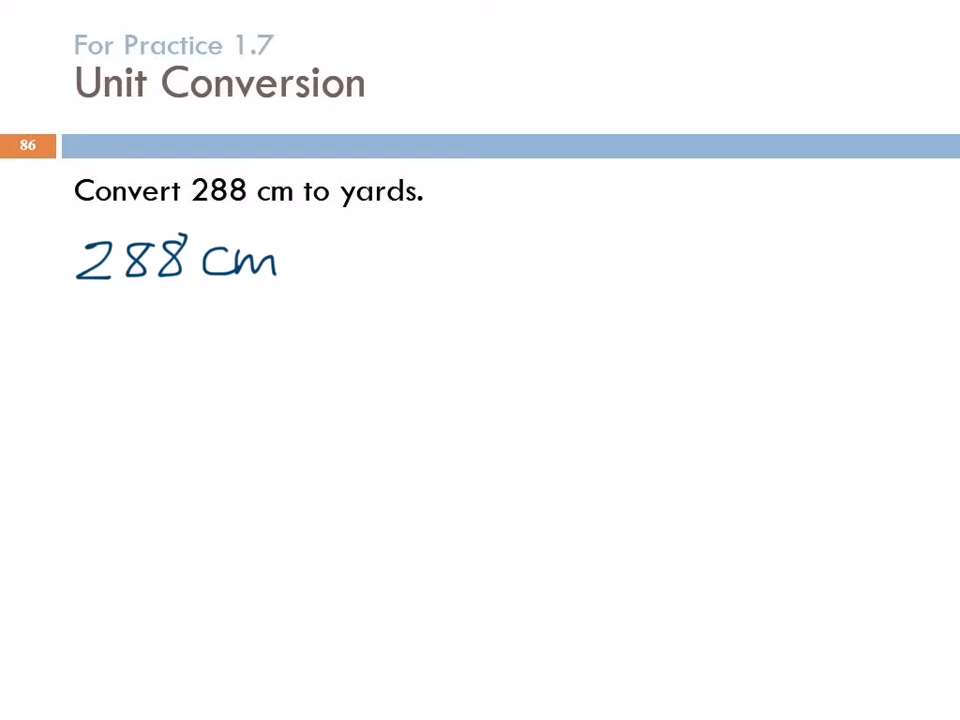 For Practice 1.7
Unit Conversion
86
Convert 288 cm to yards.
288 cm